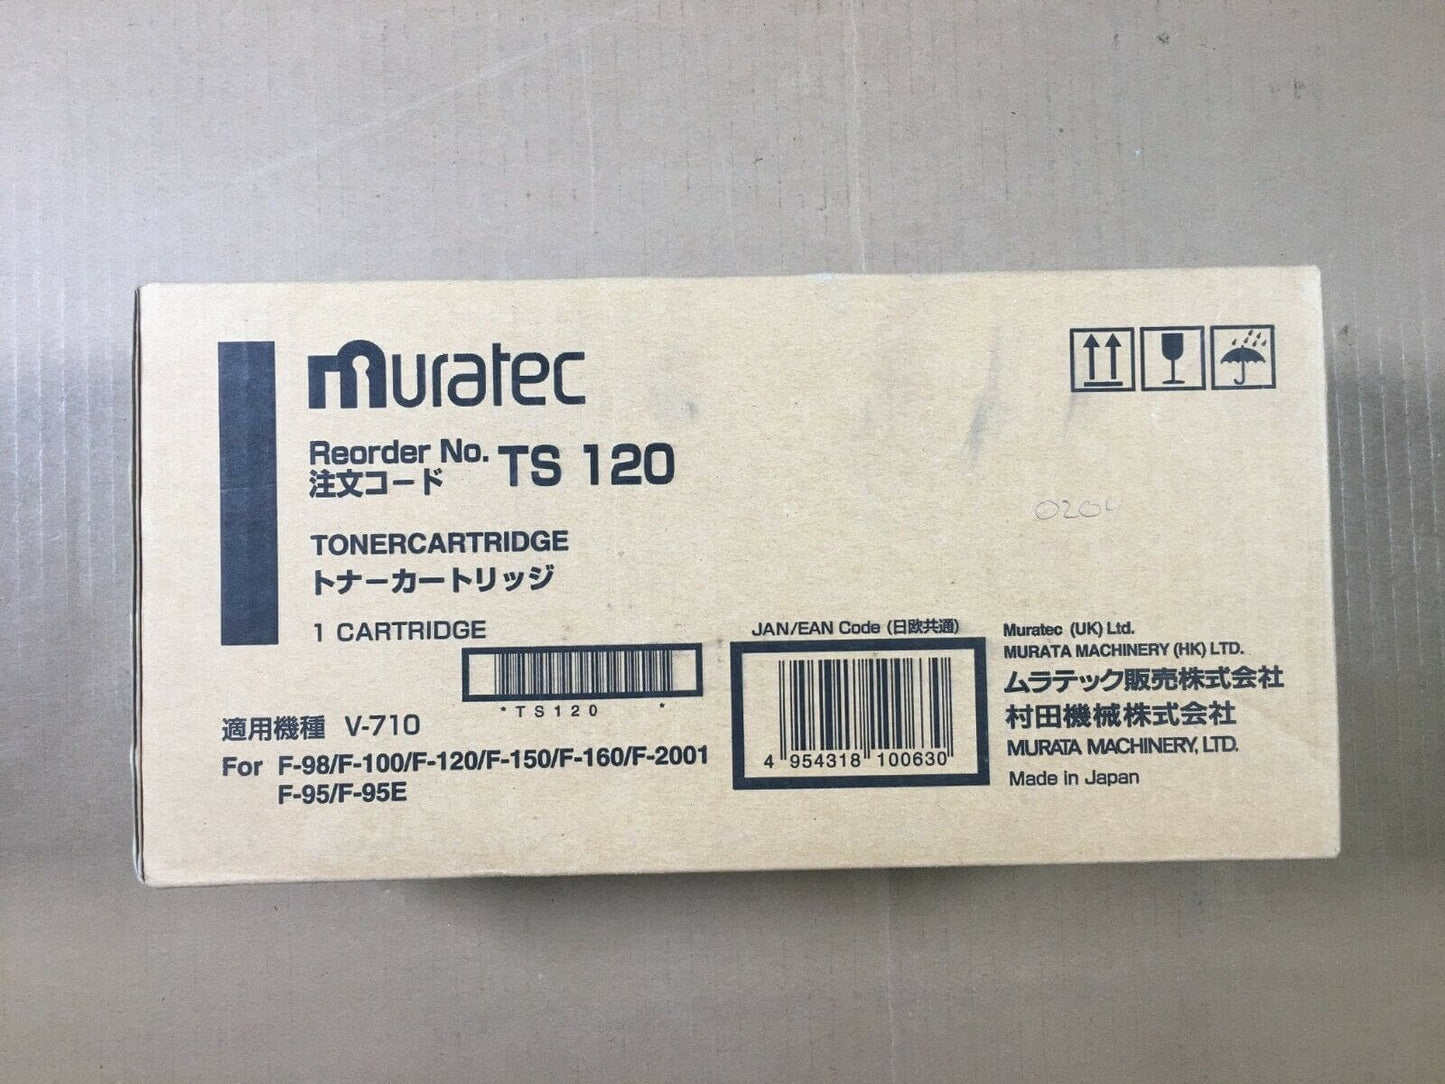 muratec
Reorder No. TS 120
注文コード
0204
TONERCARTRIDGE
トナーカートリッジ
1 CARTRIDGE
*TS120 *
適用機種 V-710
For F-98/F-100/F-120/F-150/F-160/F-2001
F-95/F-95E
JAN/EAN Code (日欧共通)
4 954318 100630
Muratec (UK) Ltd.
MURATA MACHINERY (HK) LTD.
ムラテック販売株式会社
村田機械株式会社
MURATA MACHINERY, LTD.
Made in Japan